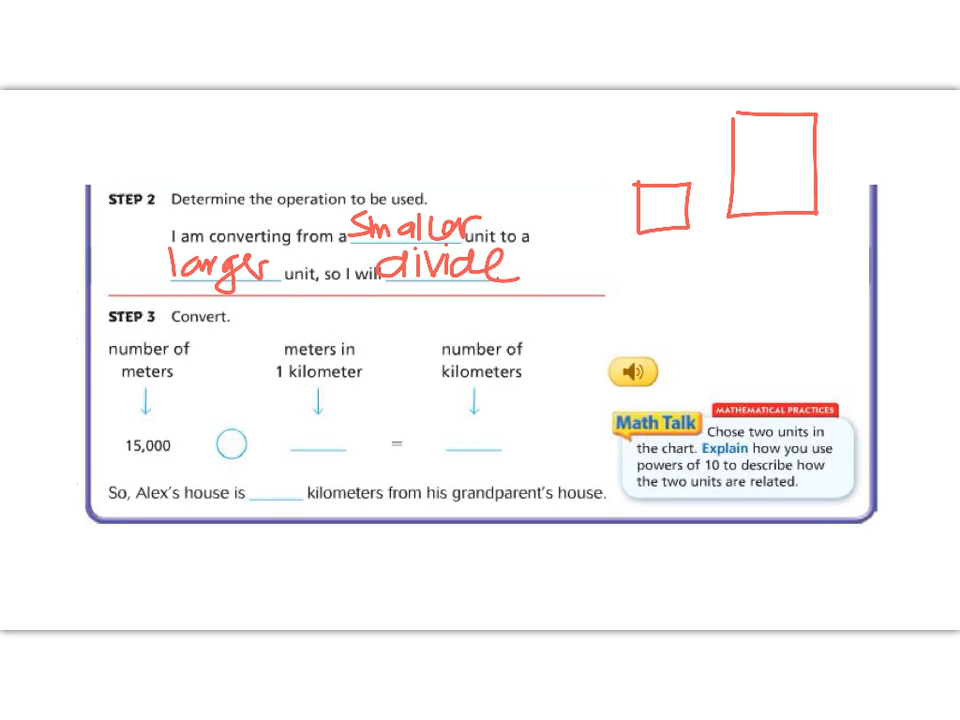 STEP 2 Determine the operation to be used.
I am converting from a smaller unit to a
larger unit, so I will divide
STEP 3 Convert.
number of meters in number of
meters 1 kilometer kilometers
15,000 =
So, Alex's house is ______ kilometers from his grandparent's house.
MATHEMATICAL PRACTICES
Math Talk Chose two units in
the chart. Explain how you use
powers of 10 to describe how
the two units are related.